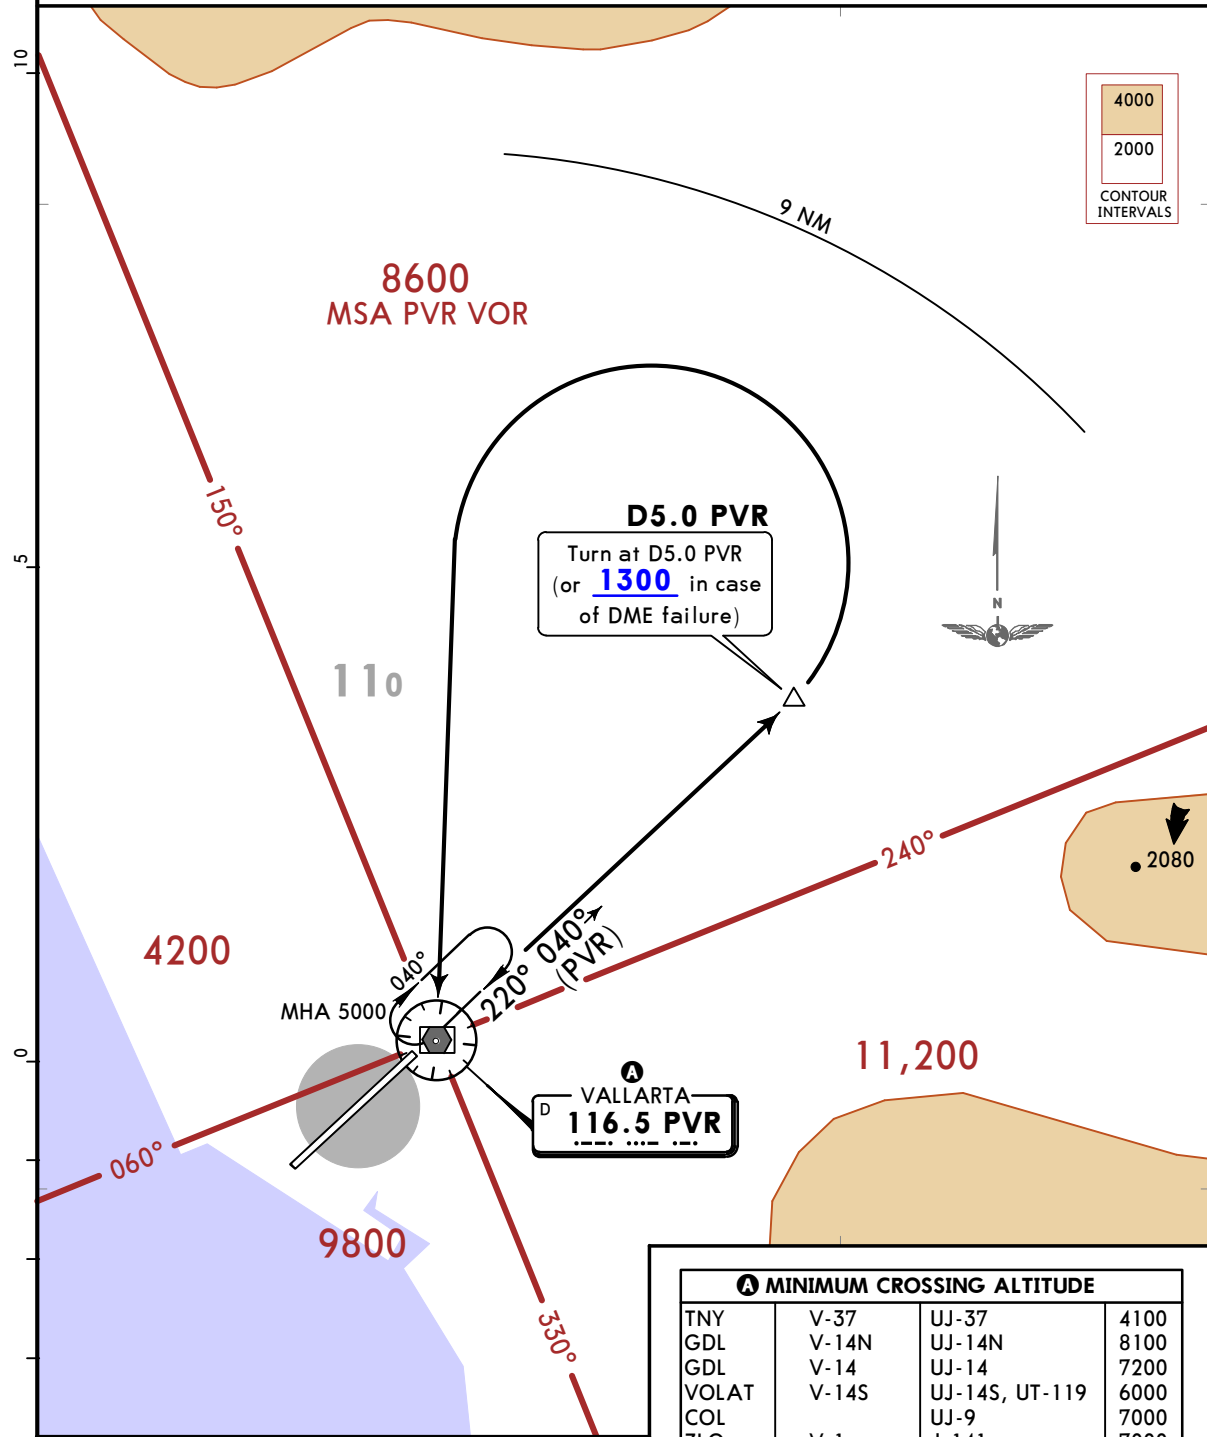 10
4000
2000
CONTOUR
INTERVALS
9 NM
8600
MSA PVR VOR
150°
D5.0 PVR
Turn at D5.0 PVR
(or 1300 in case
of DME failure)
5
N
110
240°
2080
4200
040°
040°
(PVR)
220°
MHA 5000
0
11,200
A
VALLARTA
D 116.5 PVR
060°
9800
330°
A MINIMUM CROSSING ALTITUDE
TNY V-37 UJ-37 4100
GDL V-14N UJ-14N 8100
GDL V-14 UJ-14 7200
VOLAT V-14S UJ-14S, UT-119 6000
COL UJ-9 7000